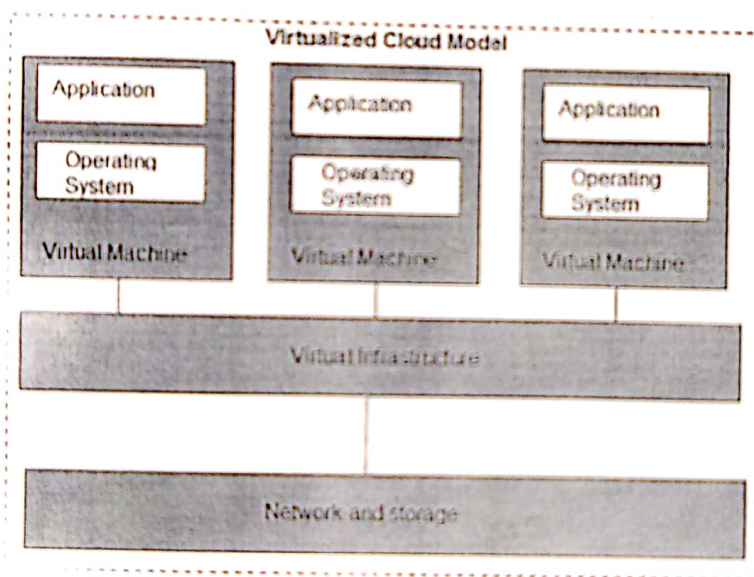 Virtualized Cloud Model
Application
Operating
System
Virtual Machine
Application
Operating
System
Virtual Machine
Application
Operating
System
Virtual Machine
Virtual Infrastructure
Network and storage